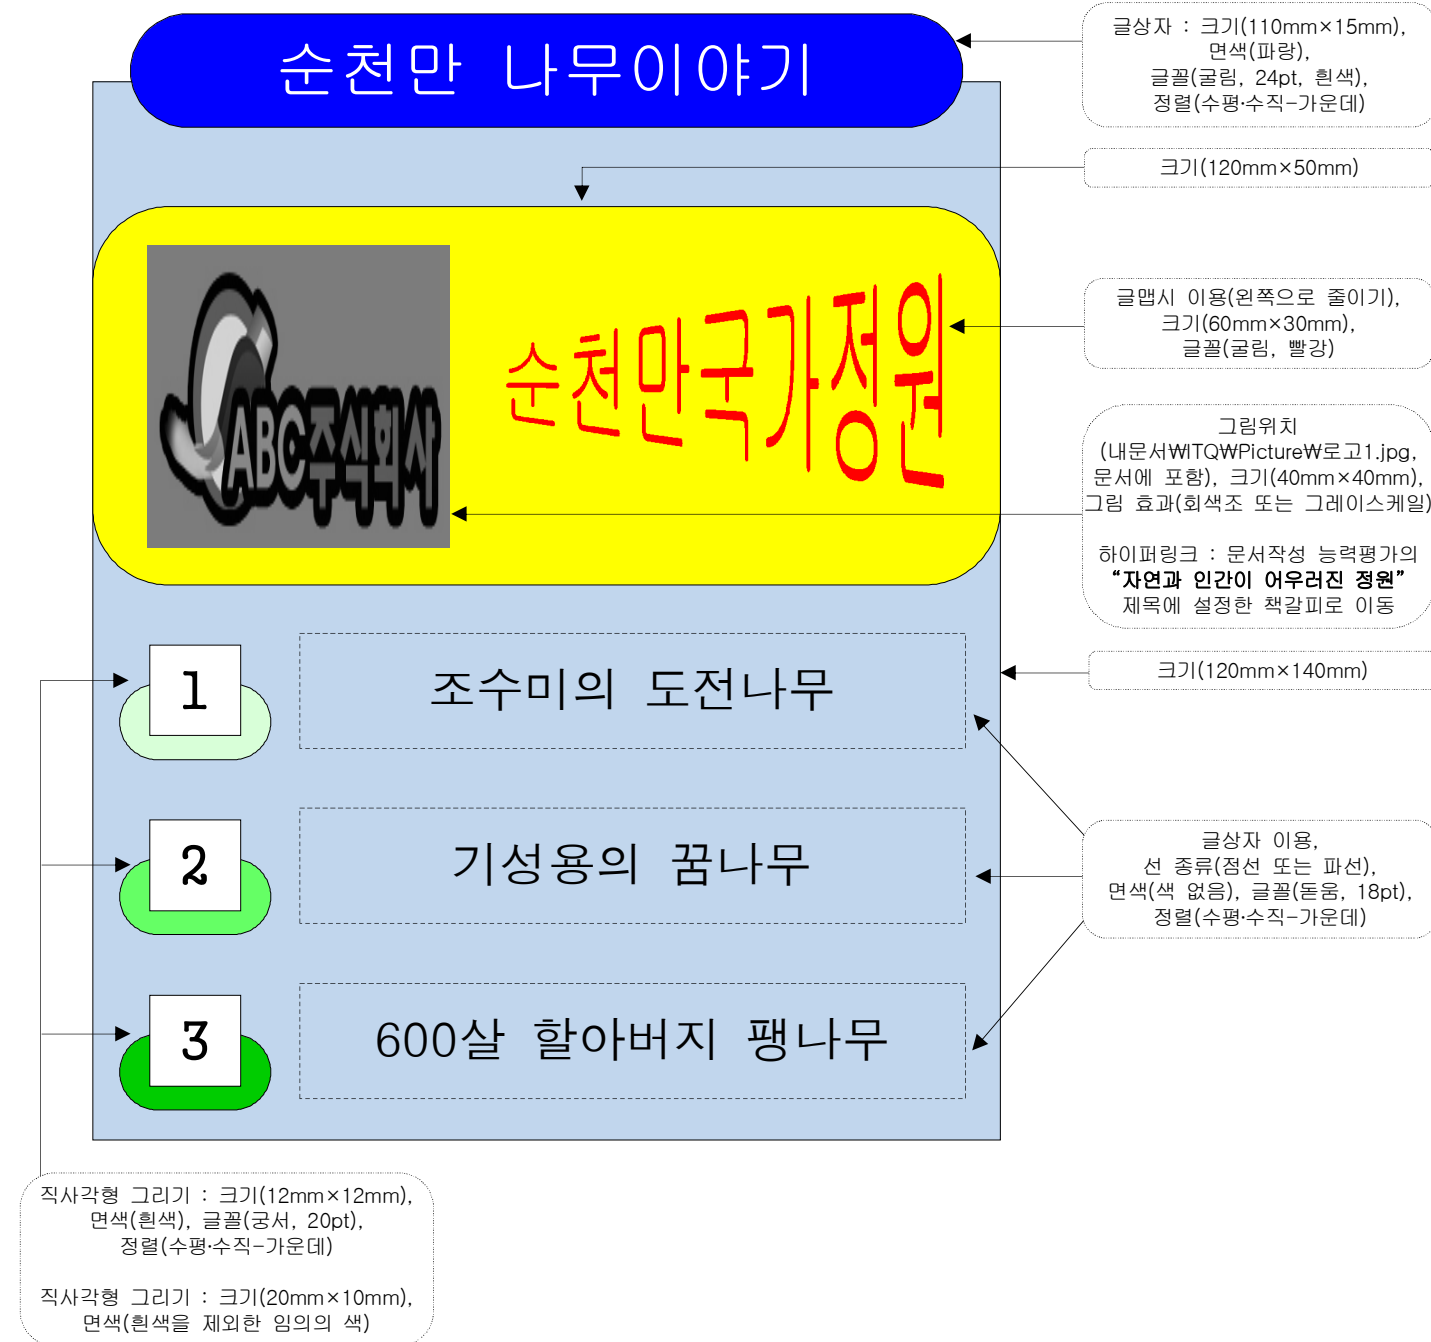 순천만 나무이야기
글상자 : 크기(110mm×15mm),
면색(파랑),
글꼴(굴림, 24pt, 흰색),
정렬(수평·수직-가운데)
크기(120mm×50mm)
ABC주식회사
순천만국가정원
글맵시 이용(왼쪽으로 줄이기),
크기(60mm×30mm),
글꼴(굴림, 빨강)
그림위치
(내문서₩ITQ₩Picture₩로고1.jpg,
문서에 포함), 크기(40mm×40mm),
그림 효과(회색조 또는 그레이스케일)
하이퍼링크 : 문서작성 능력평가의
“자연과 인간이 어우러진 정원”
제목에 설정한 책갈피로 이동
크기(120mm×140mm)
1
조수미의 도전나무
2
기성용의 꿈나무
글상자 이용,
선 종류(점선 또는 파선),
면색(색 없음), 글꼴(돋움, 18pt),
정렬(수평·수직-가운데)
3
600살 할아버지 팽나무
직사각형 그리기 : 크기(12mm×12mm),
면색(흰색), 글꼴(궁서, 20pt),
정렬(수평·수직-가운데)
직사각형 그리기 : 크기(20mm×10mm),
면색(흰색을 제외한 임의의 색)